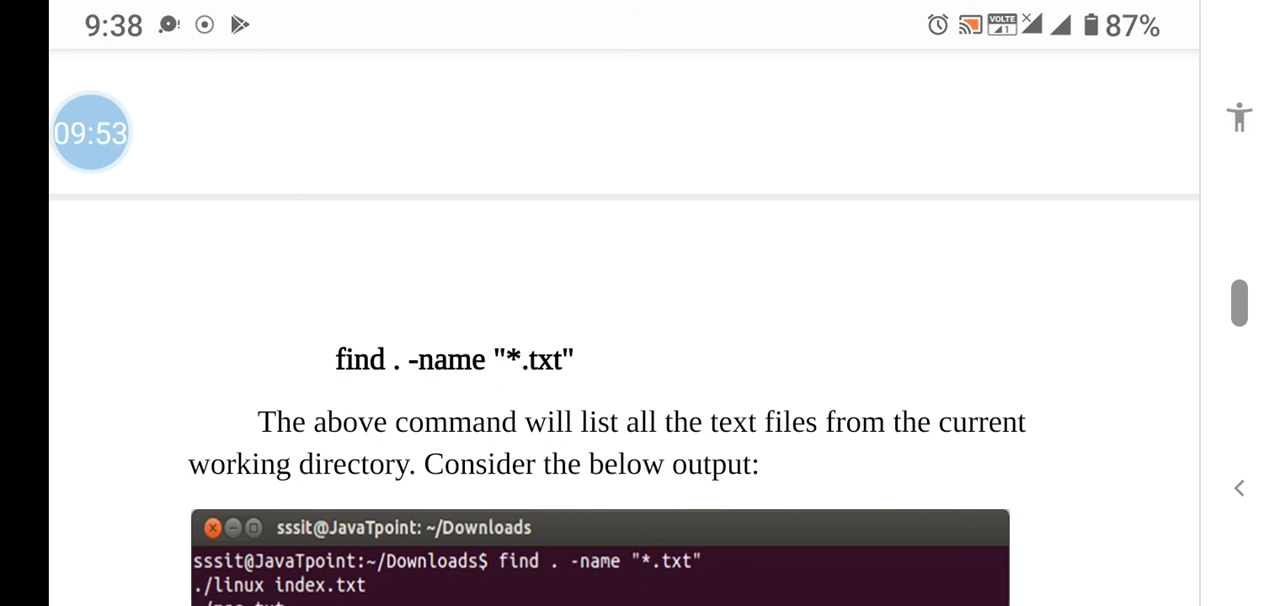 9:38 VOLTE 1 87%
09:53
find . -name "*.txt"
The above command will list all the text files from the current
working directory. Consider the below output:
sssit@JavaTpoint: ~/Downloads
sssit@JavaTpoint:~/Downloads$ find . -name "*.txt"
./linux index.txt